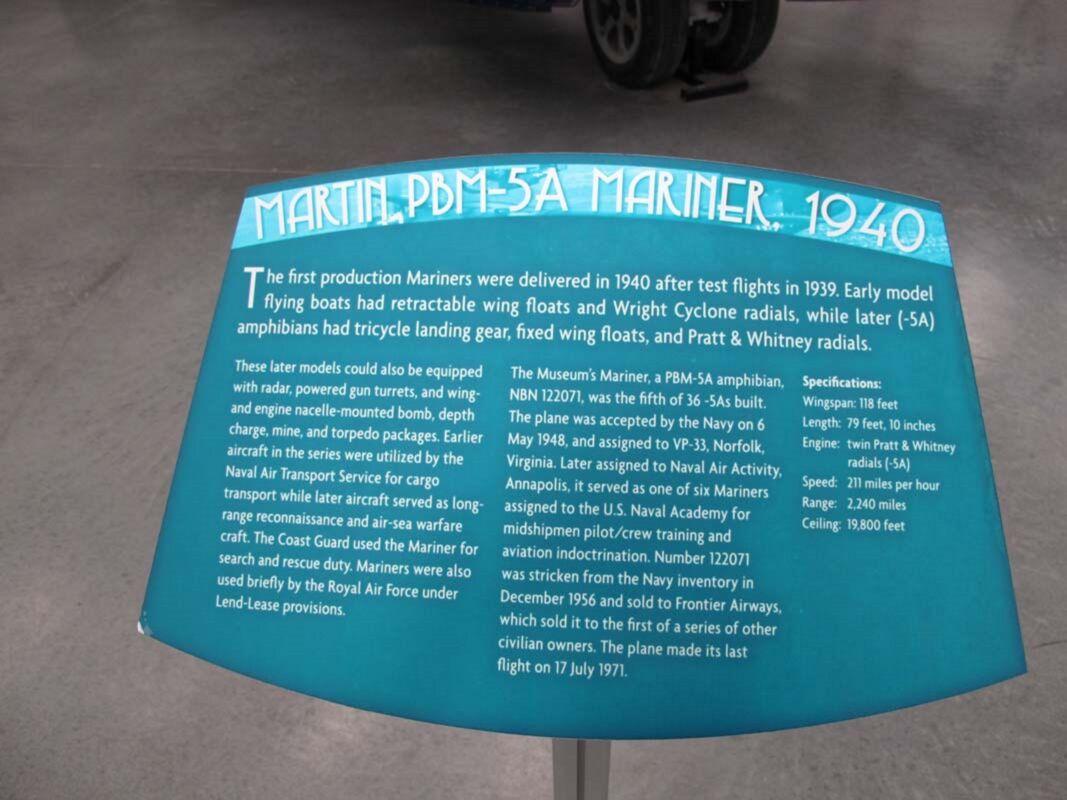 MARTIN PBM-5A MARINER 1940
The first production Mariners were delivered in 1940 after test flights in 1939. Early model
flying boats had retractable wing floats and Wright Cyclone radials, while later (-5A)
amphibians had tricycle landing gear, fixed wing floats, and Pratt & Whitney radials.
These later models could also be equipped
with radar, powered gun turrets, and wing-
and engine nacelle-mounted bomb, depth
charge, mine, and torpedo packages. Earlier
aircraft in the series were utilized by the
Naval Air Transport Service for cargo
transport while later aircraft served as long-
range reconnaissance and air-sea warfare
craft. The Coast Guard used the Mariner for
search and rescue duty. Mariners were also
used briefly by the Royal Air Force under
Lend-Lease provisions.
The Museum's Mariner, a PBM-5A amphibian,
NBN 122071, was the fifth of 36 -5As built.
The plane was accepted by the Navy on 6
May 1948, and assigned to VP-33, Norfolk,
Virginia. Later assigned to Naval Air Activity,
Annapolis, it served as one of six Mariners
assigned to the U.S. Naval Academy for
midshipmen pilot/crew training and
aviation indoctrination. Number 122071
was stricken from the Navy inventory in
December 1956 and sold to Frontier Airways,
which sold it to the first of a series of other
civilian owners. The plane made its last
flight on 17 July 1971.
Specifications:
Wingspan: 118 feet
Length: 79 feet, 10 inches
Engine: twin Pratt & Whitney
radials (-5A)
Speed: 211 miles per hour
Range: 2,240 miles
Ceiling: 19,800 feet